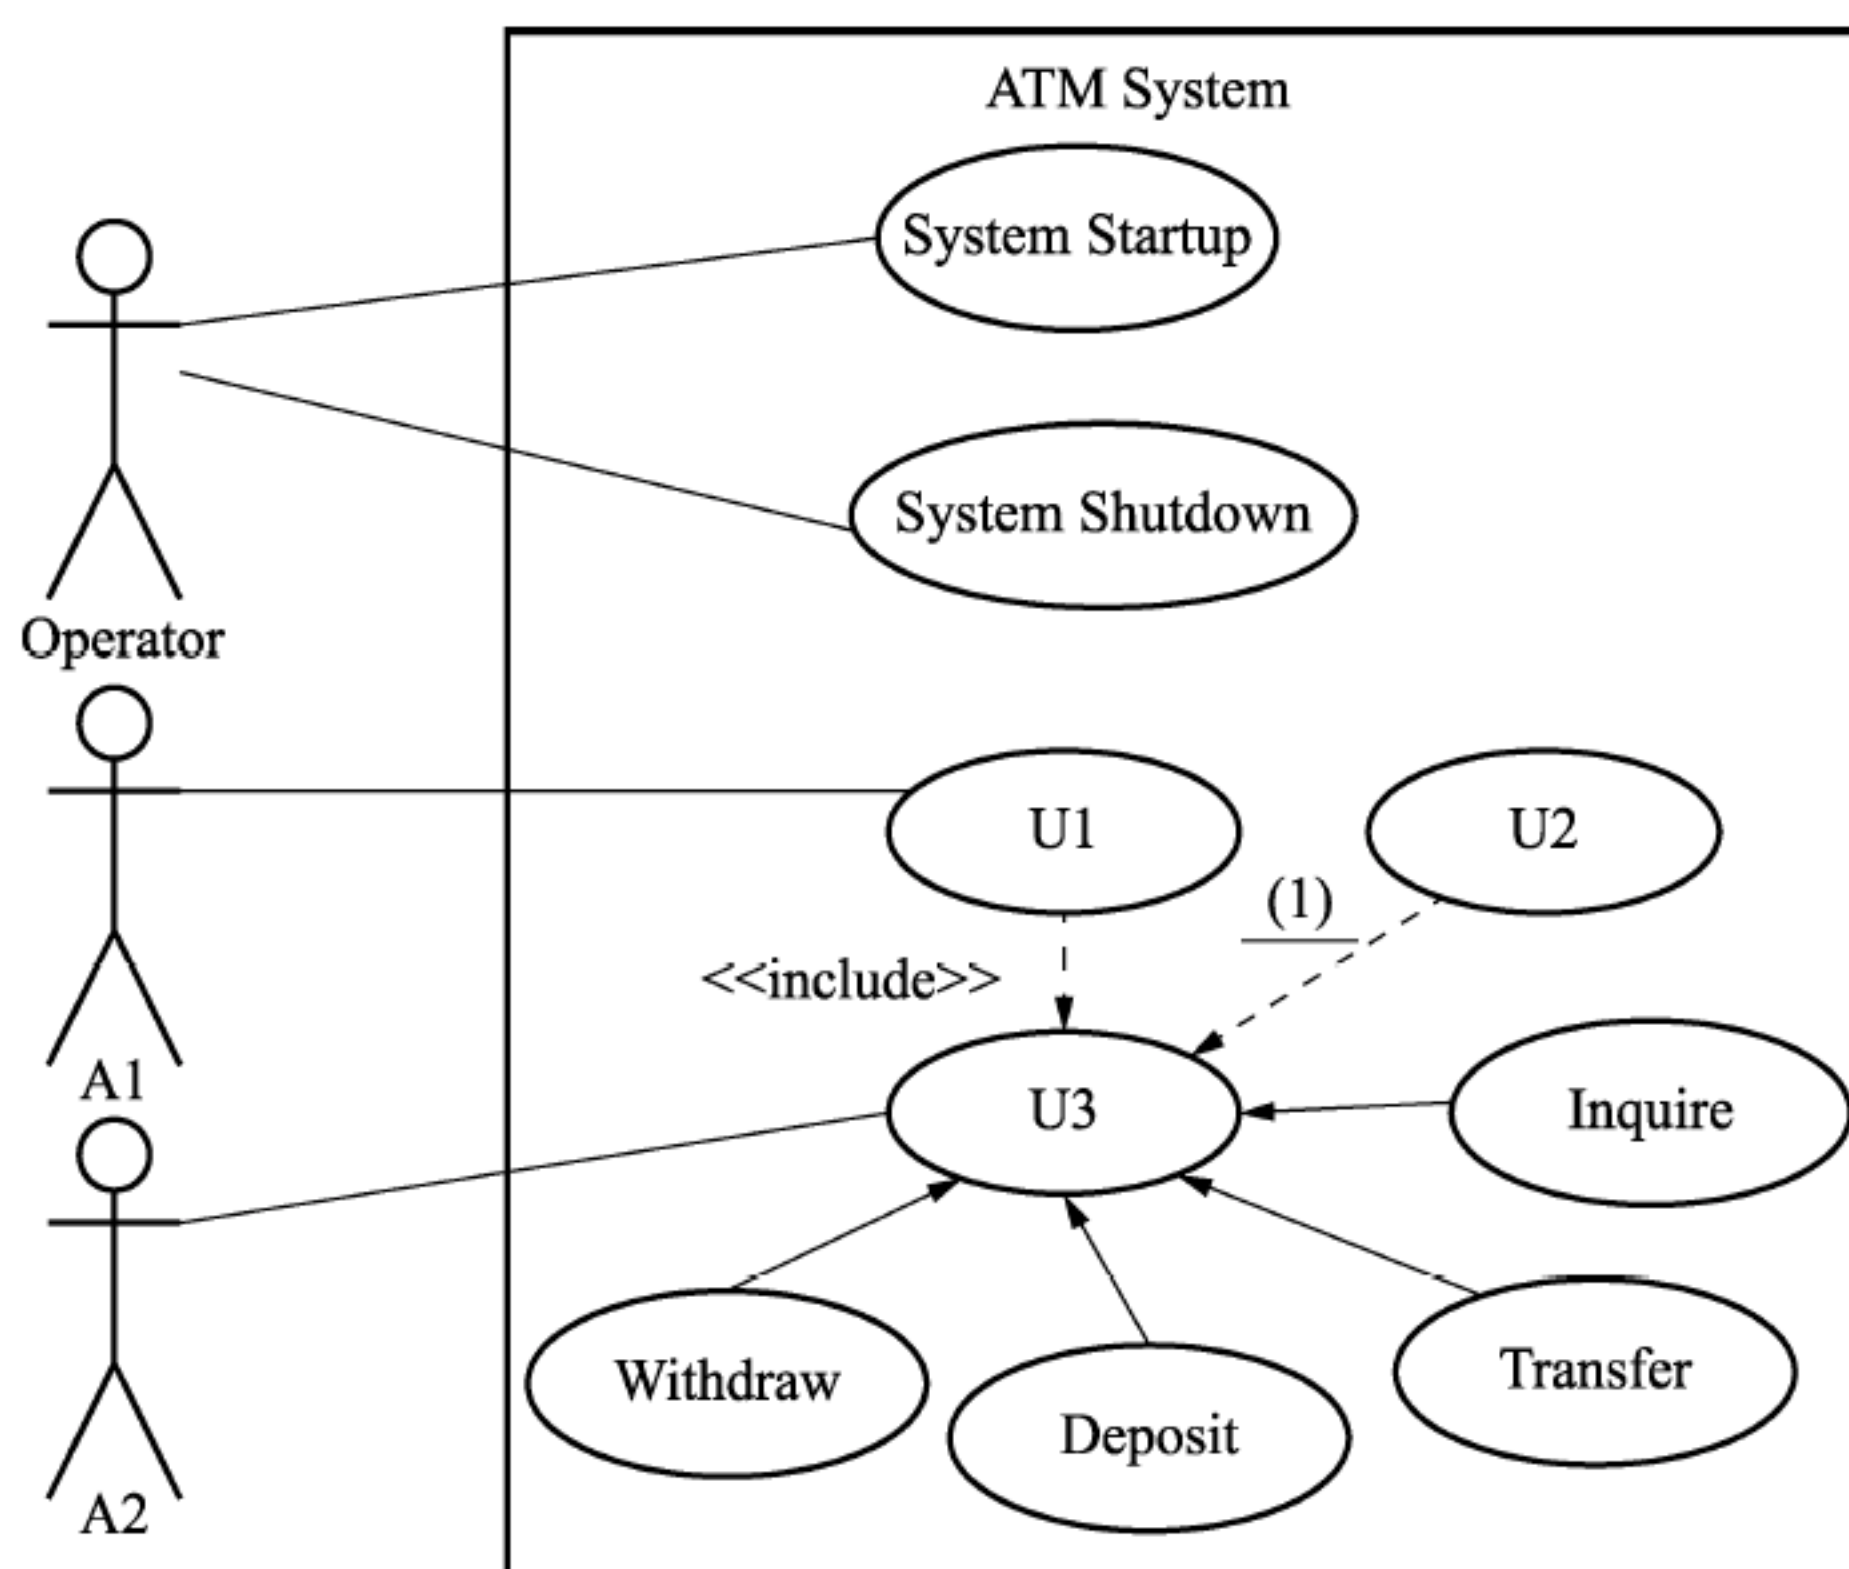 ATM System
System Startup
System Shutdown
Operator
U1
U2
(1)
<<include>>
A1
U3
Inquire
Withdraw
Deposit
Transfer
A2